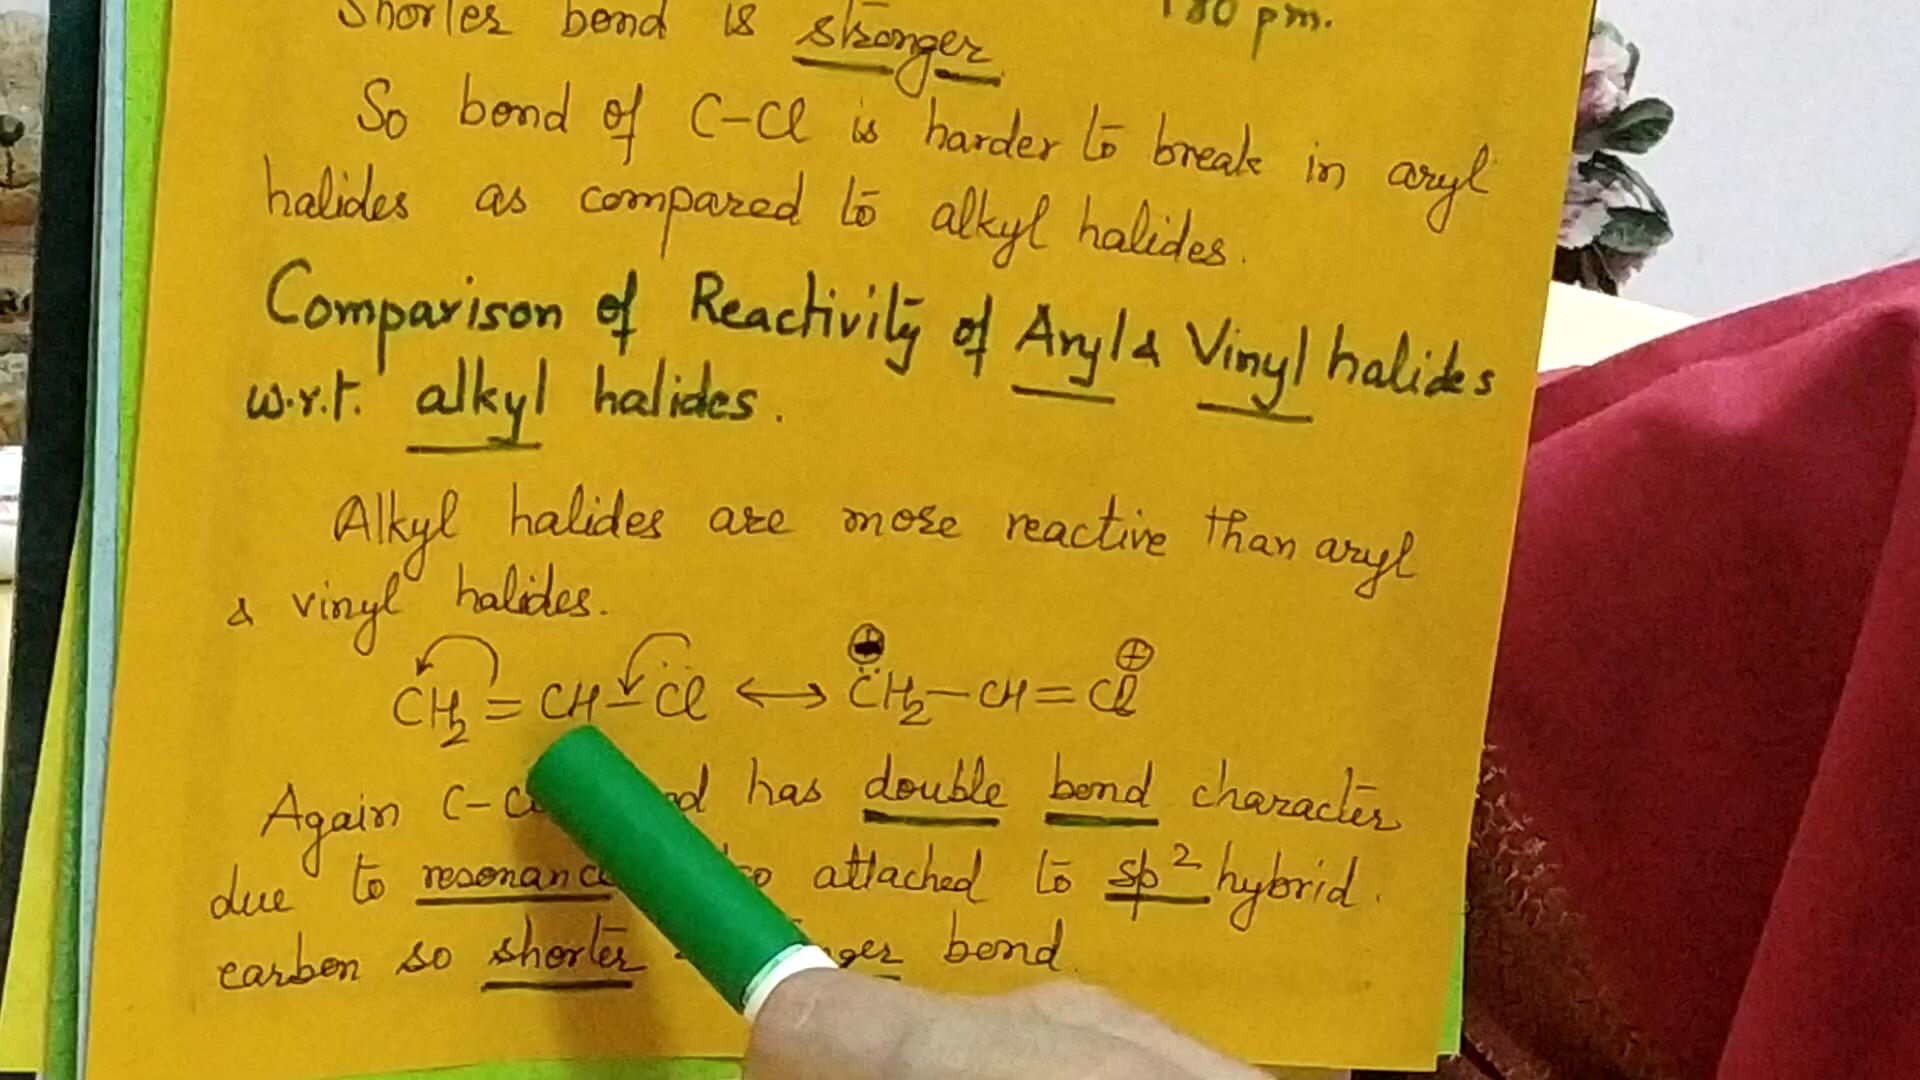 Shorter bond is stronger 180 pm.
So bond of C-Cl is harder to break in aryl
halides as compared to alkyl halides.
Comparison of Reactivity of Aryl & Vinyl halides
w.r.t. alkyl halides.
Alkyl halides are more reactive than aryl
& vinyl halides.
CH₂ = CH - C̈l ⟷ ⊖C̈H₂ — CH = Cl⊕
Again C-Cl has double bond character
due to resonance attached to sp² hybrid.
carbon so shorter bond.